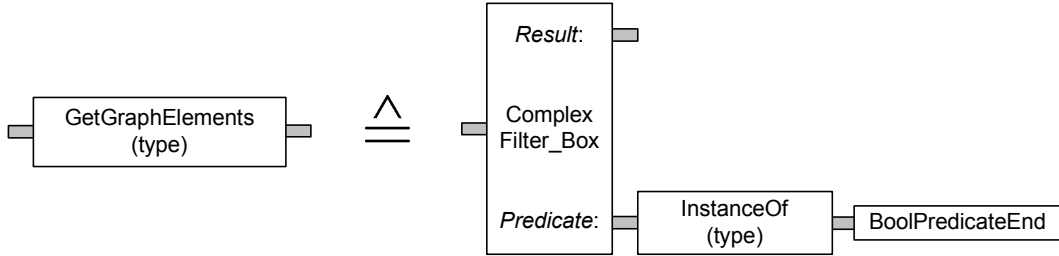 GetGraphElements
(type)
≙
Result:
Complex
Filter_Box
Predicate:
InstanceOf
(type)
BoolPredicateEnd